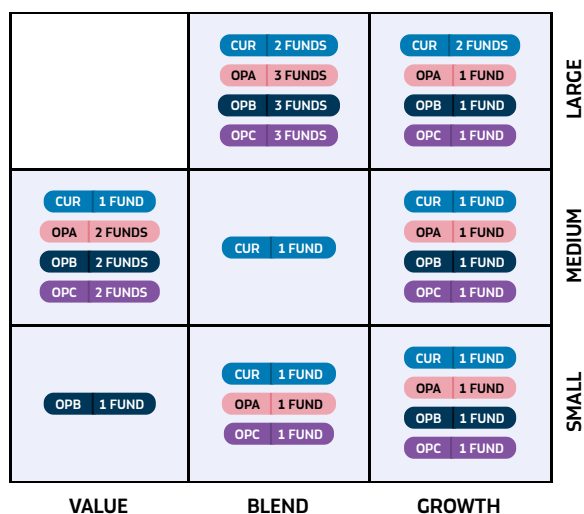 CUR 2 FUNDS
OPA 3 FUNDS
OPB 3 FUNDS
OPC 3 FUNDS
CUR 2 FUNDS
OPA 1 FUND
OPB 1 FUND
OPC 1 FUND
LARGE
CUR 1 FUND
OPA 2 FUNDS
OPB 2 FUNDS
OPC 2 FUNDS
CUR 1 FUND
CUR 1 FUND
OPA 1 FUND
OPB 1 FUND
OPC 1 FUND
MEDIUM
OPB 1 FUND
CUR 1 FUND
OPA 1 FUND
OPC 1 FUND
CUR 1 FUND
OPA 1 FUND
OPB 1 FUND
OPC 1 FUND
SMALL
VALUE
BLEND
GROWTH